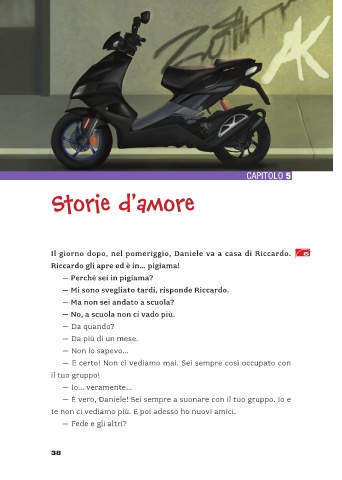 AK
CAPITOLO 5
Storie d'amore
Il giorno dopo, nel pomeriggio, Daniele va a casa di Riccardo.
Riccardo gli apre ed è in... pigiama!
— Perché sei in pigiama?
— Mi sono svegliato tardi, risponde Riccardo.
— Ma non sei andato a scuola?
— No, a scuola non ci vado più.
— Da quando?
— Da più di un mese.
— Non lo sapevo...
— E certo! Non ci vediamo mai. Sei sempre così occupato con
il tuo gruppo!
— Io... veramente...
— È vero, Daniele! Sei sempre a suonare con il tuo gruppo. Io e
te non ci vediamo più. E poi adesso ho nuovi amici.
— Fede e gli altri?
38